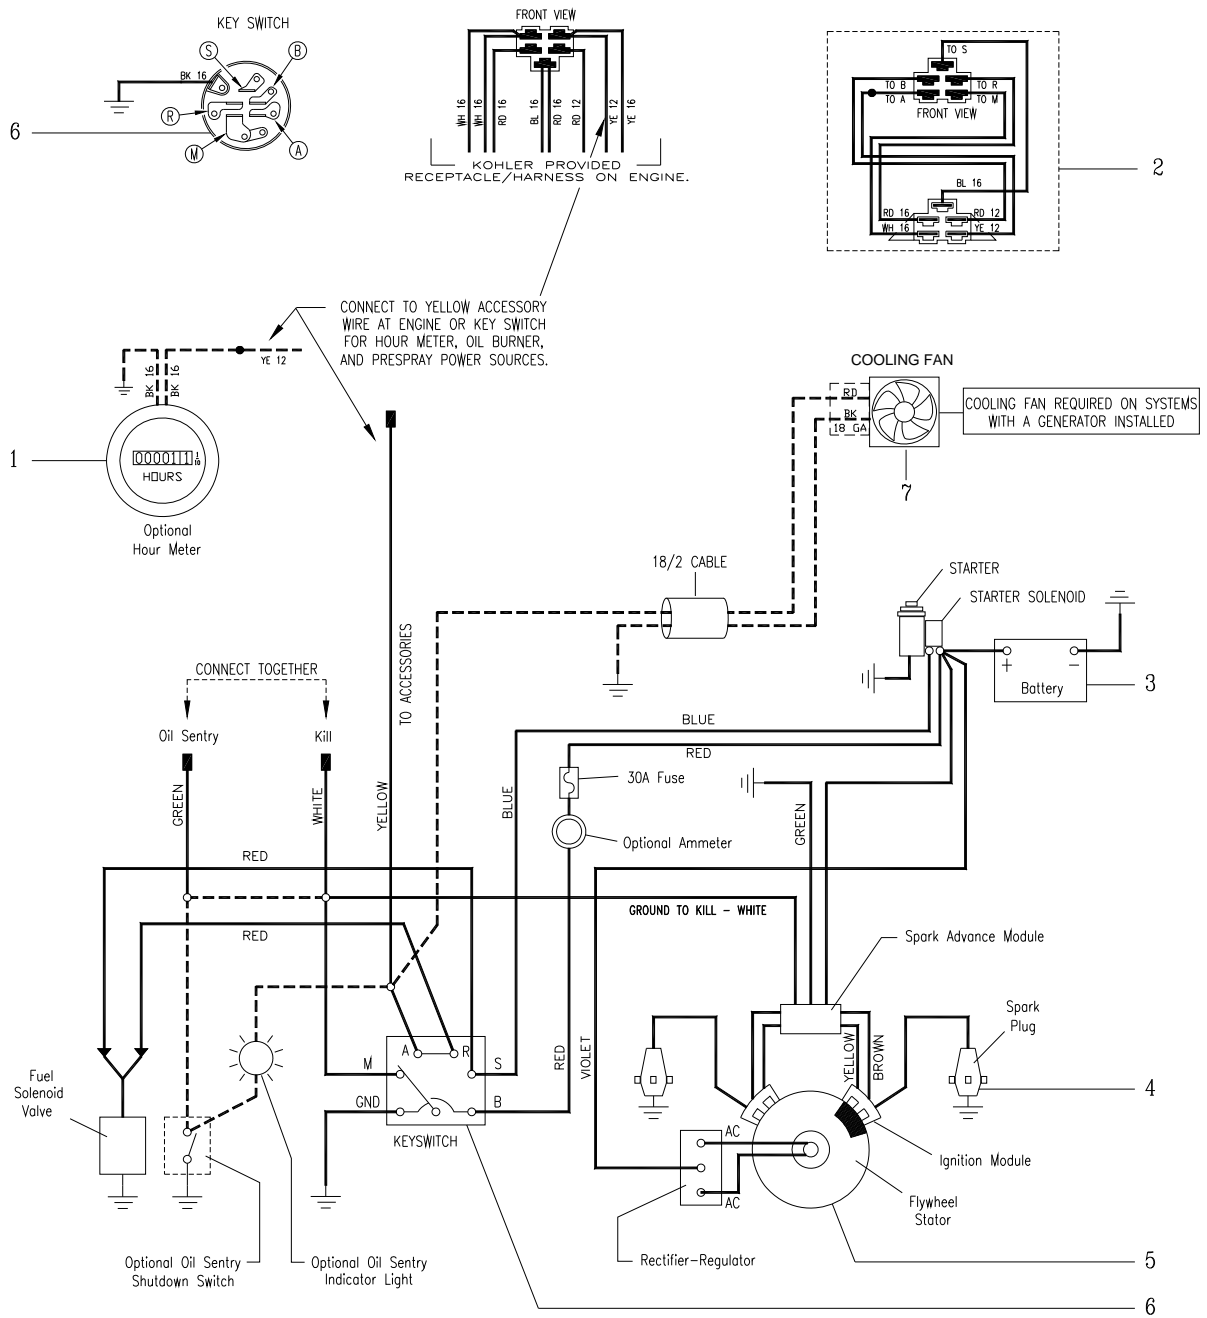 KEY SWITCH
S
B
BK 16
R
6
M
A
FRONT VIEW
WH 16
WH 16
RD 16
BL 16
RD 16
RD 12
YE 12
YE 16
KOHLER PROVIDED
RECEPTACLE/HARNESS ON ENGINE.
TO S
TO B
TO R
TO A
TO M
FRONT VIEW
2
BL 16
RD 16
RD 12
WH 16
YE 12
CONNECT TO YELLOW ACCESSORY
WIRE AT ENGINE OR KEY SWITCH
FOR HOUR METER, OIL BURNER,
AND PRESPRAY POWER SOURCES.
YE 12
BK 16
BK 16
1
00001 1 1/10
HOURS
Optional
Hour Meter
COOLING FAN
RD
BK
18 GA
COOLING FAN REQUIRED ON SYSTEMS
WITH A GENERATOR INSTALLED
7
18/2 CABLE
STARTER
STARTER SOLENOID
+
−
Battery
3
CONNECT TOGETHER
TO ACCESSORIES
Oil Sentry
Kill
GREEN
WHITE
YELLOW
BLUE
BLUE
RED
30A Fuse
Optional Ammeter
GREEN
RED
GROUND TO KILL - WHITE
RED
Spark Advance Module
Spark
Plug
YELLOW
BROWN
4
A
R
M
S
GND
B
KEYSWITCH
RED
VIOLET
Fuel
Solenoid
Valve
AC
AC
Ignition Module
Flywheel
Stator
Optional Oil Sentry
Shutdown Switch
Optional Oil Sentry
Indicator Light
Rectifier-Regulator
5
6